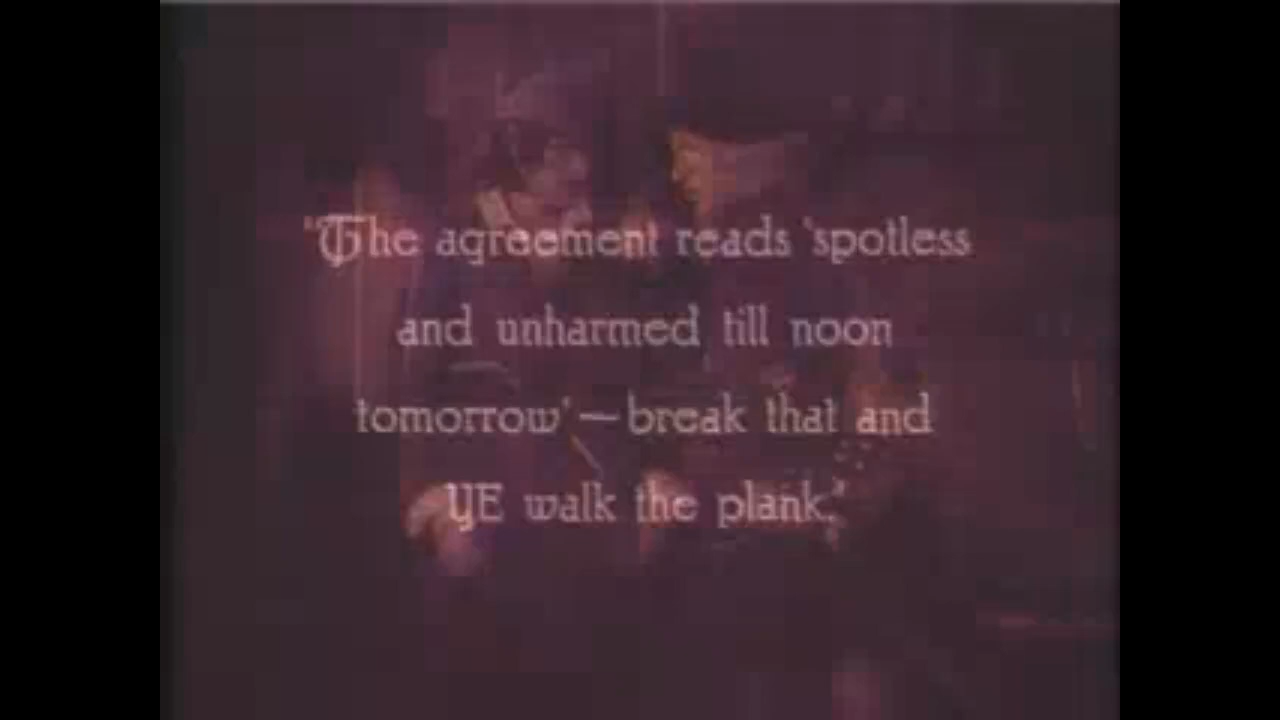 "The agreement reads 'spotless
and unharmed till noon
tomorrow' — break that and
YE walk the plank."